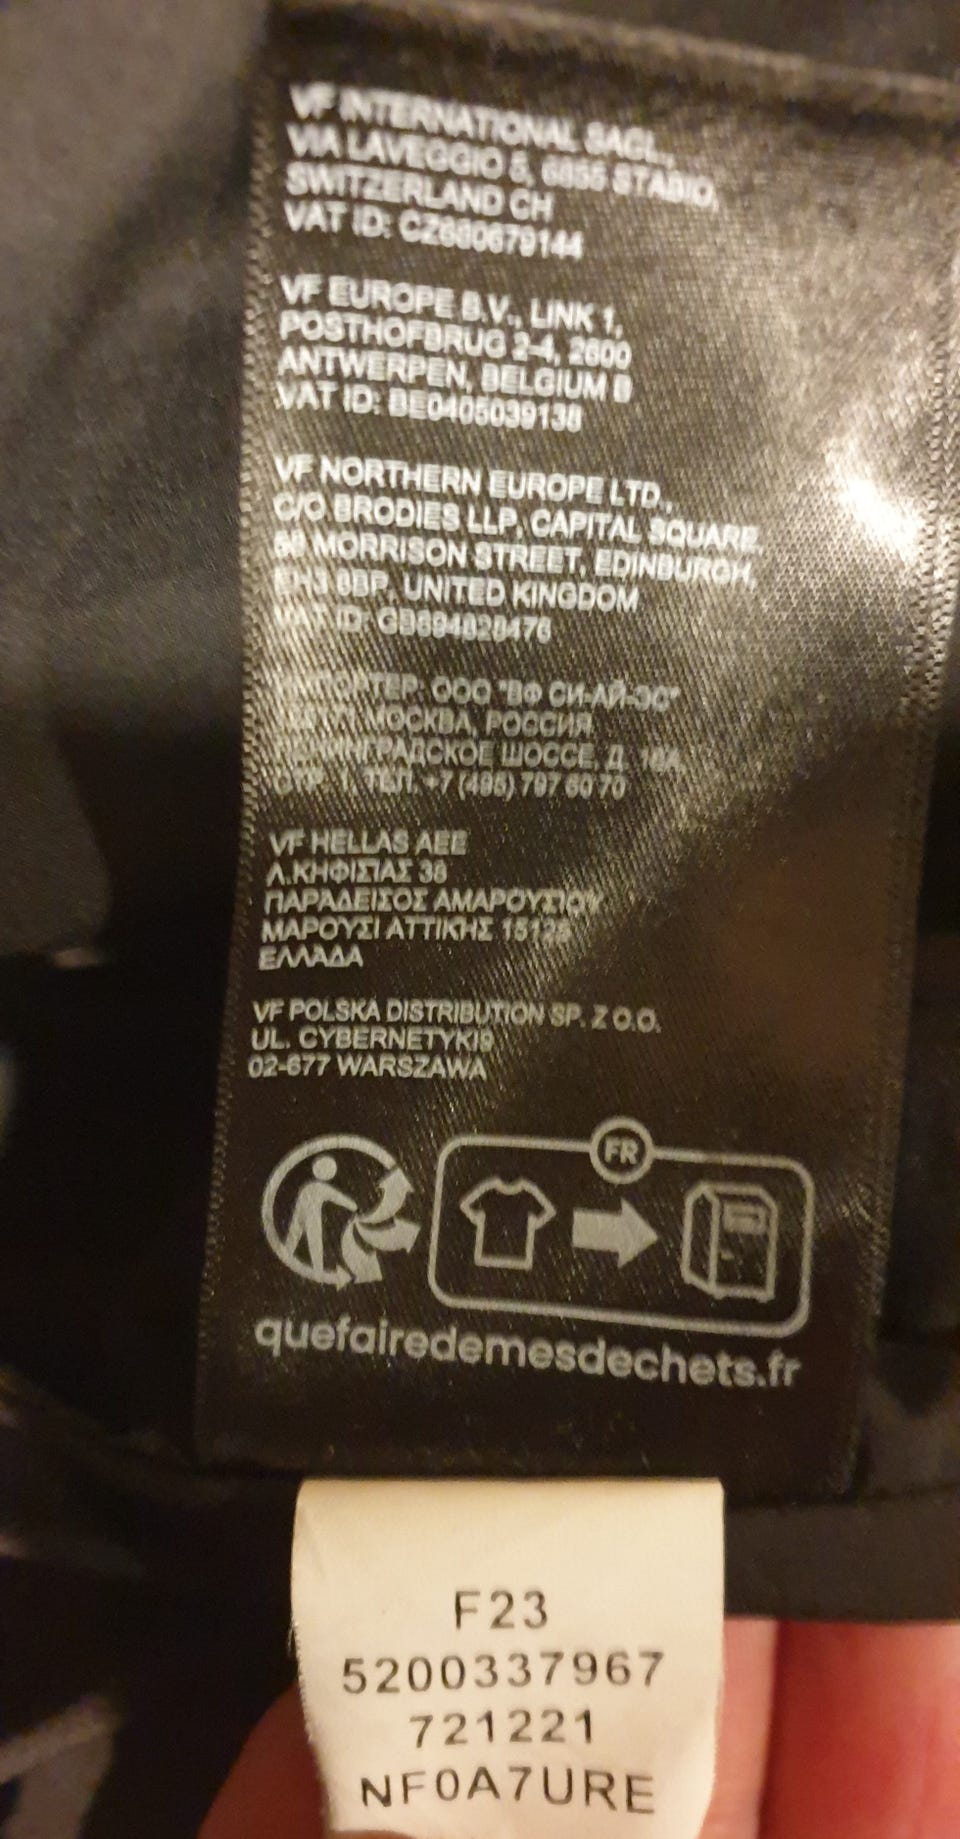 VF INTERNATIONAL SAGL,
VIA LAVEGGIO 5, 6855 STABIO,
SWITZERLAND CH
VAT ID: CZ680679144
VF EUROPE B.V., LINK 1,
POSTHOFBRUG 2-4, 2600
ANTWERPEN, BELGIUM B
VAT ID: BE0405039138
VF NORTHERN EUROPE LTD.,
C/O BRODIES LLP, CAPITAL SQUARE,
58 MORRISON STREET, EDINBURGH,
EH3 8BP, UNITED KINGDOM
VAT ID: GB694820476
ИМПОРТЕР: ООО "ВФ СИ-АЙ-ЭС"
МОСКВА, РОССИЯ
ЛЕНИНГРАДСКОЕ ШОССЕ, Д. 16А,
СТР. 1, ТЕЛ. +7 (495) 797 60 70
VF HELLAS AEE
Λ.ΚΗΦΙΣΙΑΣ 38
ΠΑΡΑΔΕΙΣΟΣ ΑΜΑΡΟΥΣΙΟΥ
ΜΑΡΟΥΣΙ ΑΤΤΙΚΗΣ 15125
ΕΛΛΑΔΑ
VF POLSKA DISTRIBUTION SP. Z O.O.
UL. CYBERNETYKI9
02-677 WARSZAWA
FR
quefairedemesdechets.fr
F23
5200337967
721221
NF0A7URE